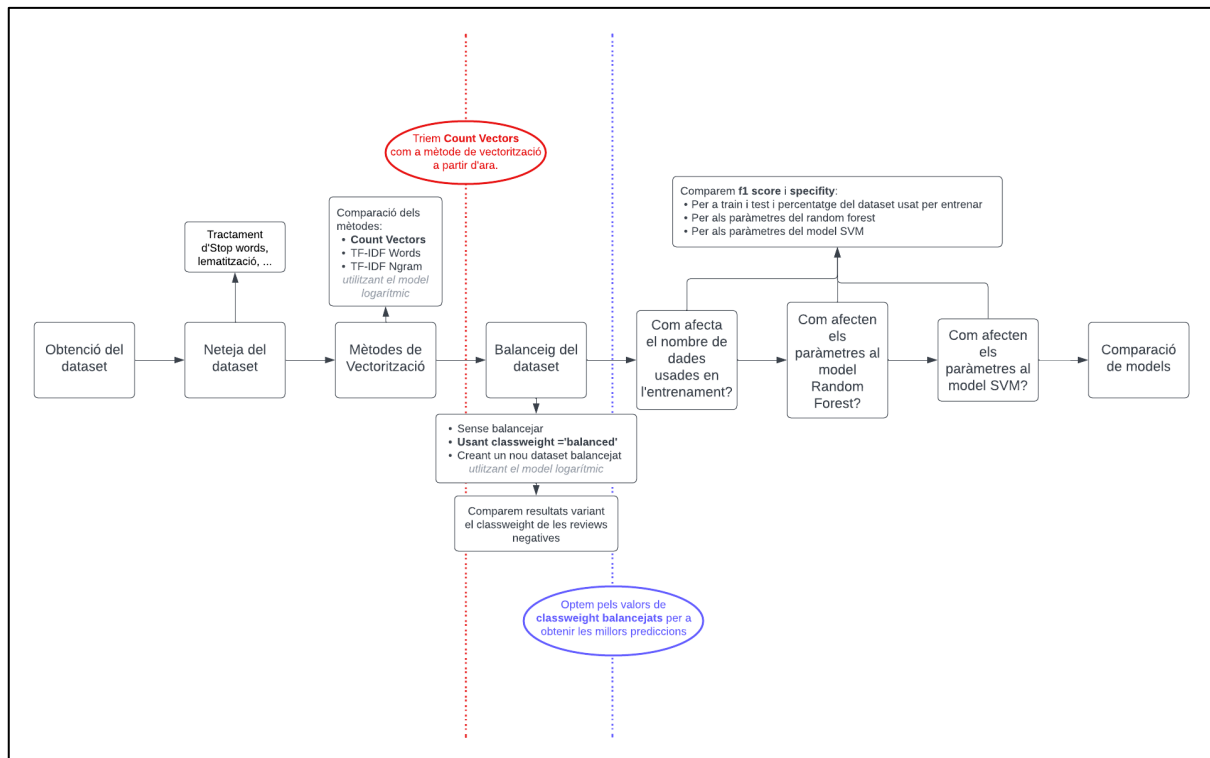 Triem Count Vectors
com a mètode de vectorització
a partir d'ara.
Comparem f1 score i specifity:
• Per a train i test i percentatge del dataset usat per entrenar
• Per als paràmetres del random forest
• Per als paràmetres del model SVM
Tractament
d'Stop words,
lematització, ...
Comparació dels
mètodes:
• Count Vectors
• TF-IDF Words
• TF-IDF Ngram
utilitzant el model
logarítmic
Obtenció del
dataset
Neteja del
dataset
Mètodes de
Vectorització
Balanceig del
dataset
Com afecta
el nombre de
dades
usades en
l'entrenament?
Com afecten
els
paràmetres al
model
Random
Forest?
Com afecten
els
paràmetres al
model SVM?
Comparació
de models
• Sense balancejar
• Usant classweight ='balanced'
• Creant un nou dataset balancejat
utlitzant el model logarítmic
Comparem resultats variant
el classweight de les reviews
negatives
Optem pels valors de
classweight balancejats per a
obtenir les millors prediccions